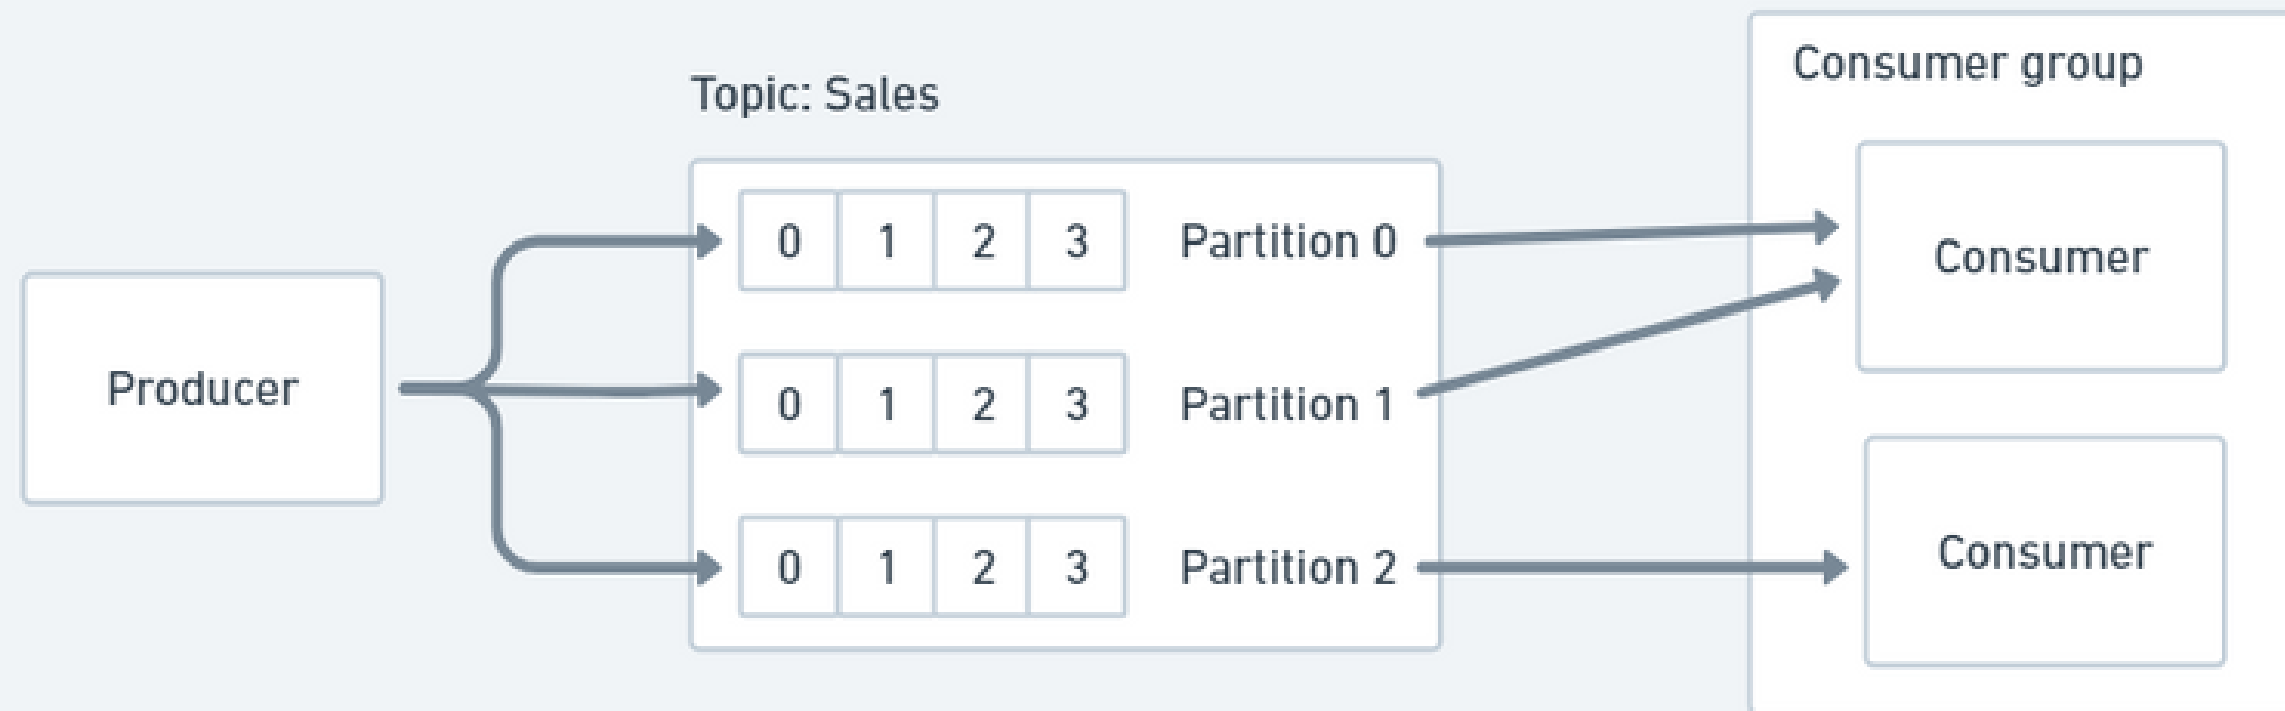 Consumer group
Topic: Sales
0 1 2 3 Partition 0
Consumer
Producer
0 1 2 3 Partition 1
0 1 2 3 Partition 2
Consumer